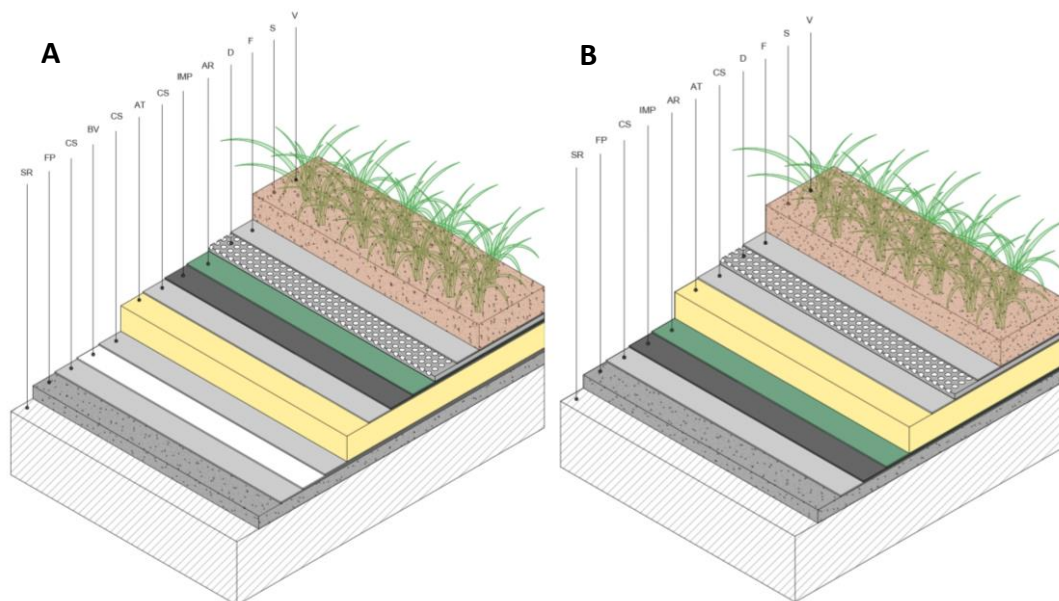 A
SR
FP
CS
BV
CS
AT
CS
IMP
AR
D
F
S
V
B
SR
FP
CS
IMP
AR
AT
CS
D
F
S
V